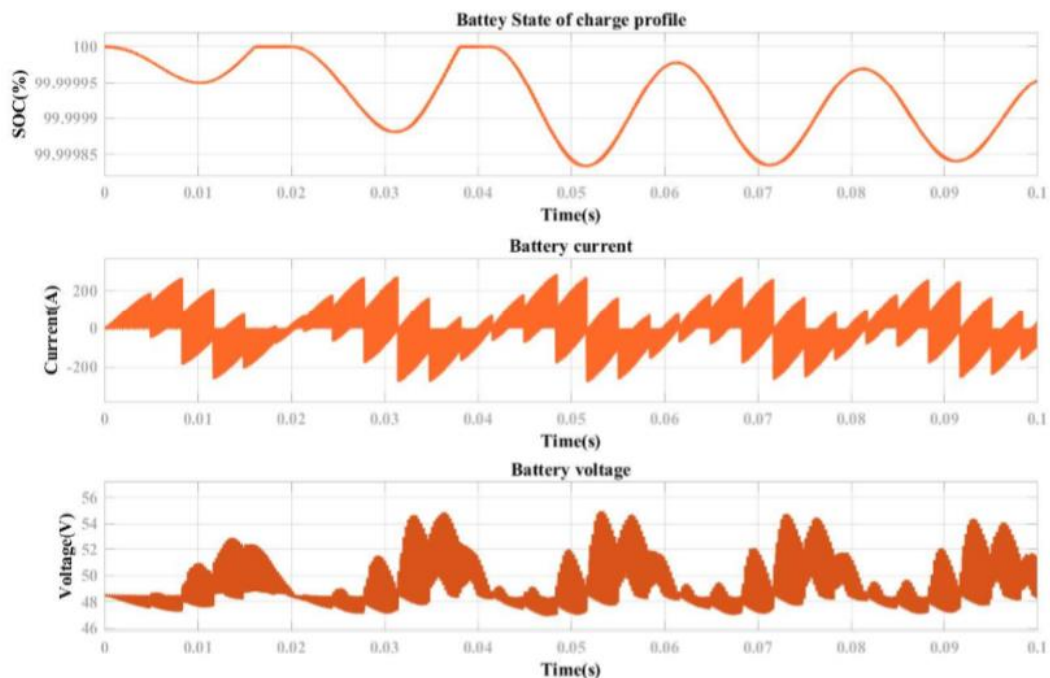 Battey State of charge profile
SOC(%)
100
99.99995
99.9999
99.99985
0 0.01 0.02 0.03 0.04 0.05 0.06 0.07 0.08 0.09 0.1
Time(s)
Battery current
Current(A)
200
0
-200
0 0.01 0.02 0.03 0.04 0.05 0.06 0.07 0.08 0.09 0.1
Time(s)
Battery voltage
Voltage(V)
56
54
52
50
48
46
0 0.01 0.02 0.03 0.04 0.05 0.06 0.07 0.08 0.09 0.1
Time(s)